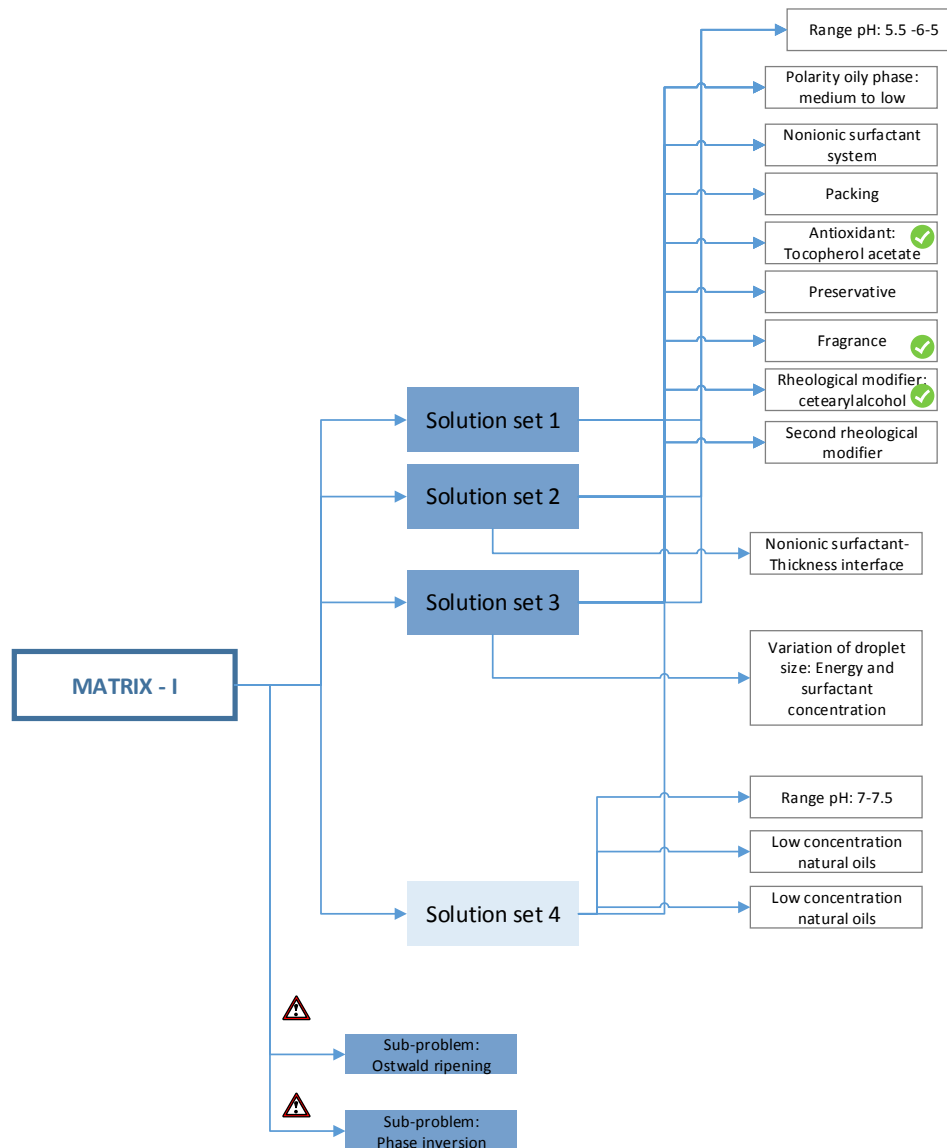 Range pH: 5.5 -6-5
Polarity oily phase:
medium to low
Nonionic surfactant
system
Packing
Antioxidant:
Tocopherol acetate
Preservative
Fragrance
Rheological modifier:
cetearylalcohol
Second rheological
modifier
Solution set 1
Solution set 2
Nonionic surfactant-
Thickness interface
Solution set 3
Variation of droplet
size: Energy and
surfactant
concentration
MATRIX - I
Range pH: 7-7.5
Low concentration
natural oils
Low concentration
natural oils
Solution set 4
Sub-problem:
Ostwald ripening
Sub-problem:
Phase inversion